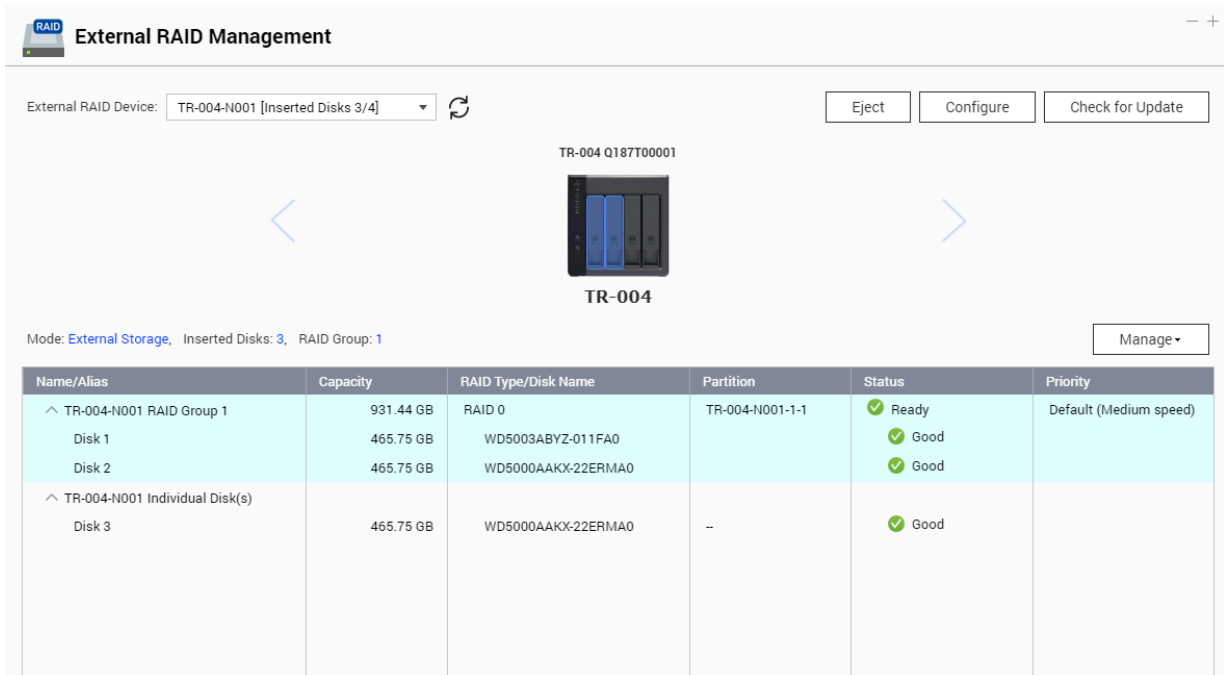 RAID
External RAID Management
External RAID Device: TR-004-N001 [Inserted Disks 3/4] Eject Configure Check for Update
TR-004 Q187T00001
TR-004
Mode: External Storage, Inserted Disks: 3, RAID Group: 1 Manage
Name/Alias Capacity RAID Type/Disk Name Partition Status Priority
TR-004-N001 RAID Group 1 931.44 GB RAID 0 TR-004-N001-1-1 Ready Default (Medium speed)
Disk 1 465.75 GB WD5003ABYZ-011FA0 Good
Disk 2 465.75 GB WD5000AAKX-22ERMA0 Good
TR-004-N001 Individual Disk(s)
Disk 3 465.75 GB WD5000AAKX-22ERMA0 -- Good